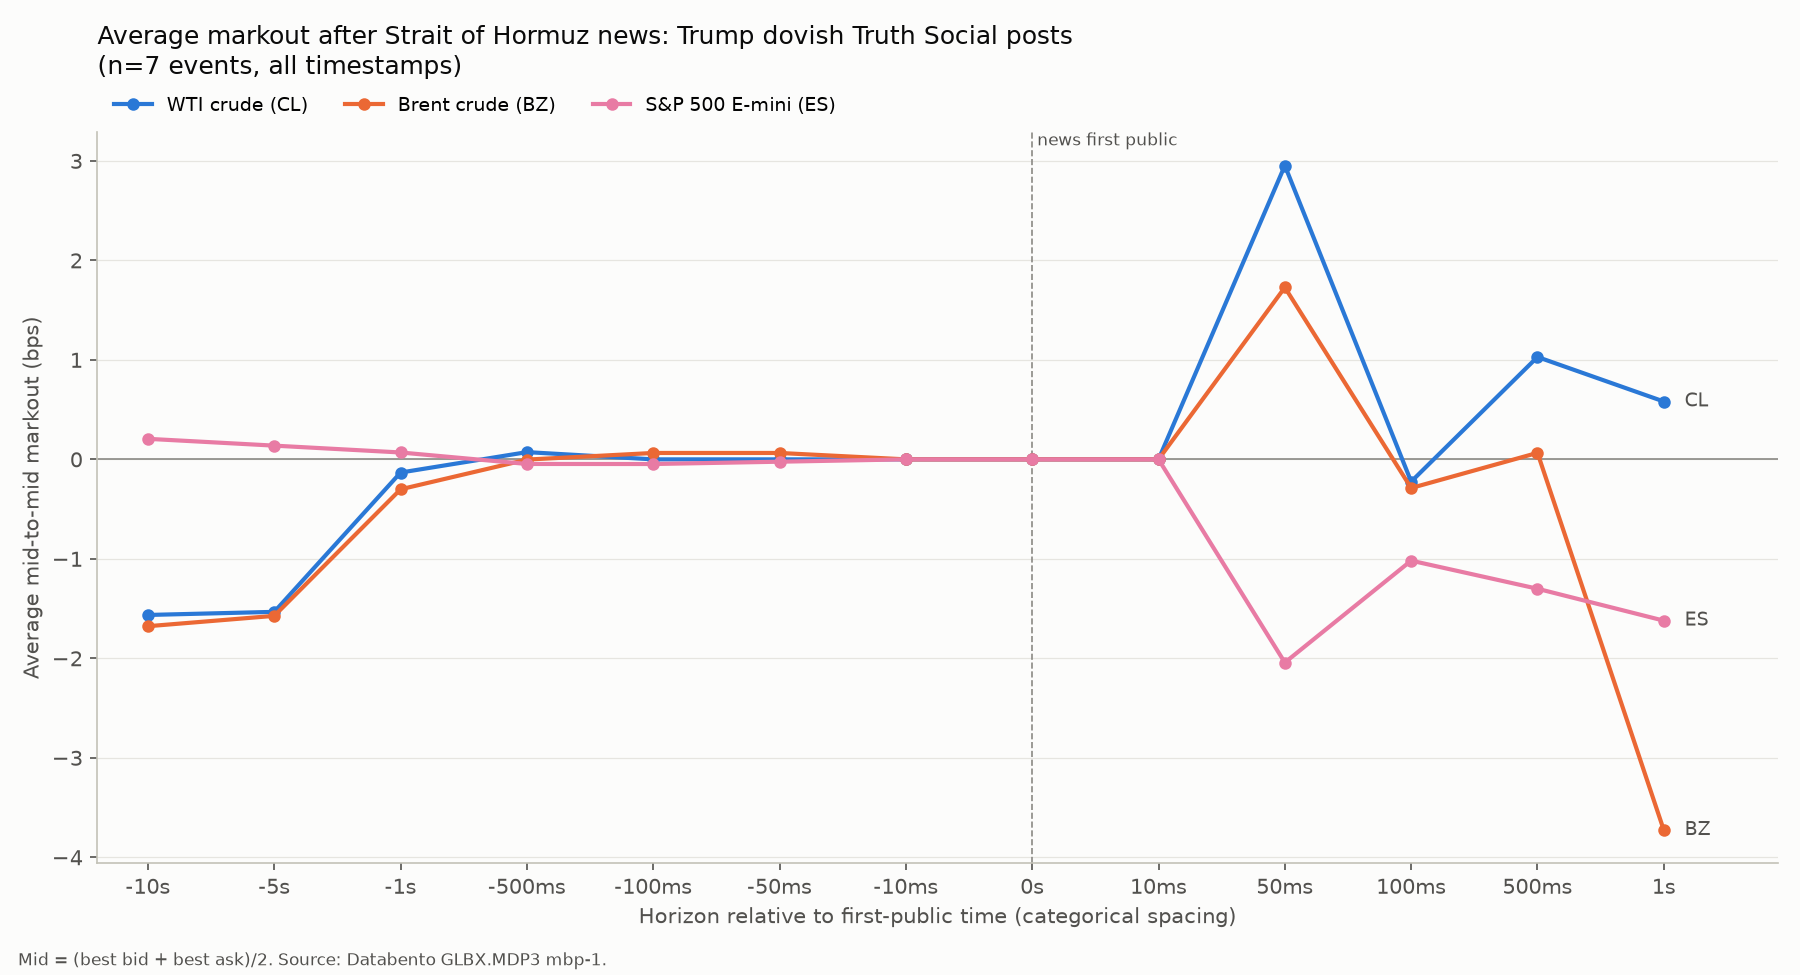 Average markout after Strait of Hormuz news: Trump dovish Truth Social posts
(n=7 events, all timestamps)
WTI crude (CL) Brent crude (BZ) S&P 500 E-mini (ES)
news first public
3
2
1
0
−1
−2
−3
−4
Average mid-to-mid markout (bps)
CL
ES
BZ
-10s -5s -1s -500ms -100ms -50ms -10ms 0s 10ms 50ms 100ms 500ms 1s
Horizon relative to first-public time (categorical spacing)
Mid = (best bid + best ask)/2. Source: Databento GLBX.MDP3 mbp-1.